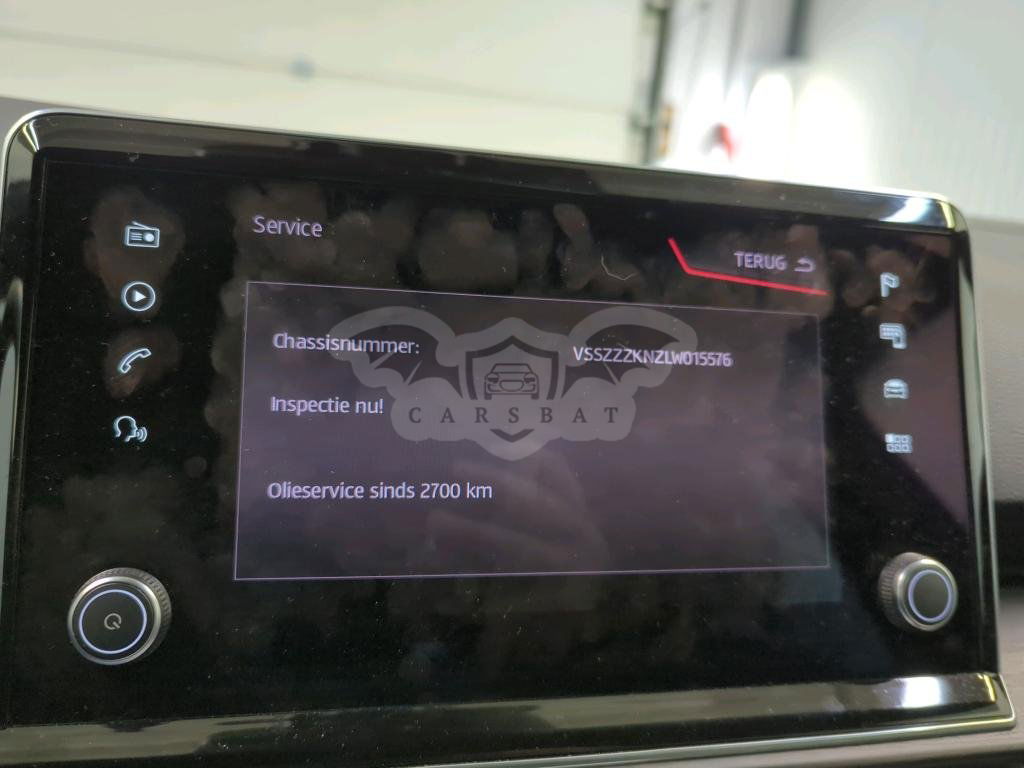 Service
TERUG
Chassisnummer:
VSSZZZKNZLW015576
CARSBAT
Inspectie nu!
Olieservice sinds 2700 km